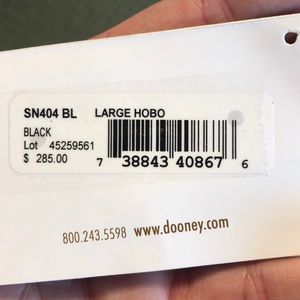 SN404 BL LARGE HOBO
BLACK
Lot 45259561
$ 285.00
7 38843 40867 6
800.243.5598 www.dooney.com